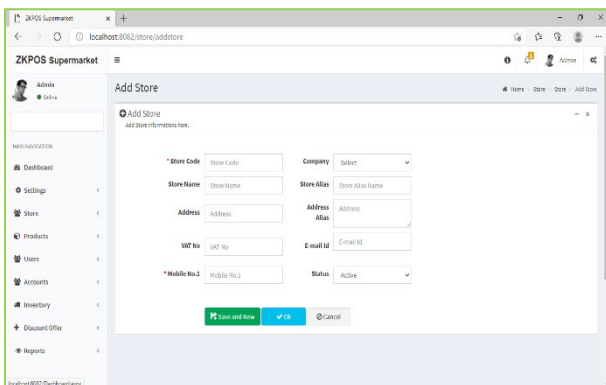 ZKPOS Supermarket
localhost:8082/store/addstore
ZKPOS Supermarket
Admin
Admin
Online
Add Store
Home Store Store Add Store
Add Store
Add Store Informations here.
MAIN NAVIGATION
Dashboard
Settings
Store
Products
Users
Accounts
Inventory
Discount Offer
Reports
* Store Code Store Code Company Select
Store Name Store Name Store Alias Store Alias Name
Address Address Address Alias Address
VAT No VAT No E-mail Id E-mail Id
* Mobile No.1 Mobile No.1 Status Active
Save and New Ok Cancel